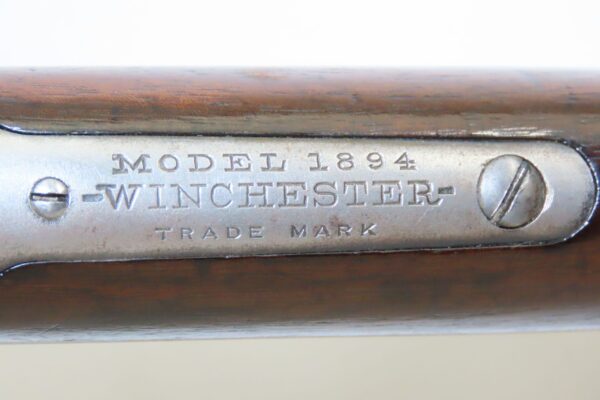 MODEL 1894
-WINCHESTER-
TRADE MARK